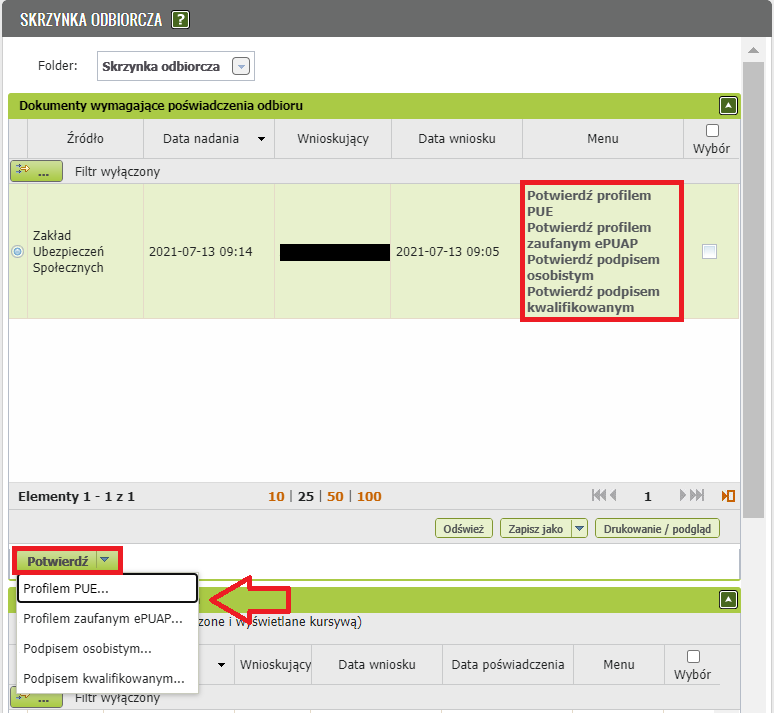 SKRZYNKA ODBIORCZA ?
Folder: Skrzynka odbiorcza
Dokumenty wymagające poświadczenia odbioru
Źródło Data nadania Wnioskujący Data wniosku Menu Wybór
... Filtr wyłączony
Zakład
Ubezpieczeń
Społecznych
2021-07-13 09:14
2021-07-13 09:05
Potwierdź profilem
PUE
Potwierdź profilem
zaufanym ePUAP
Potwierdź podpisem
osobistym
Potwierdź podpisem
kwalifikowanym
Elementy 1 - 1 z 1 10 | 25 | 50 | 100 1
Odśwież Zapisz jako Drukowanie / podgląd
Potwierdź
Profilem PUE...
Profilem zaufanym ePUAP...
Podpisem osobistym...
Podpisem kwalifikowanym...
zone i wyświetlane kursywą)
Wnioskujący Data wniosku Data poświadczenia Menu Wybór
... Filtr wyłączony